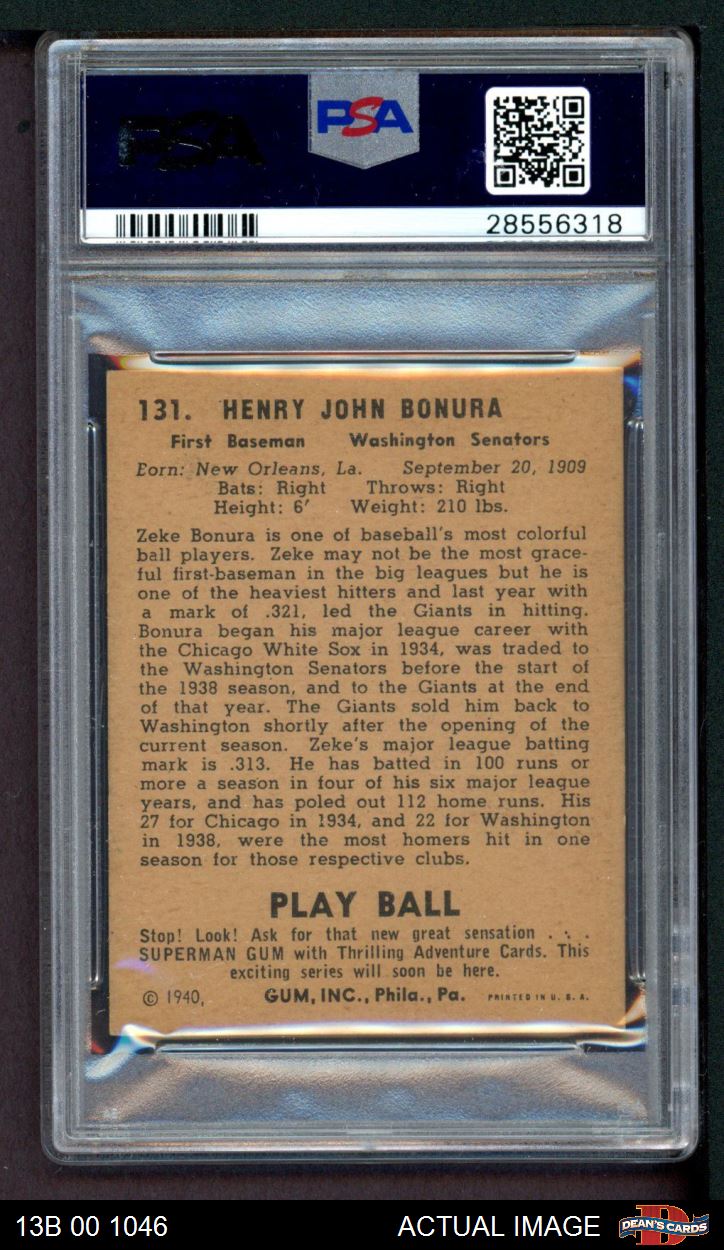 PSA
PSA
28556318
131. HENRY JOHN BONURA
First Baseman Washington Senators
Eorn: New Orleans, La. September 20, 1909
Bats: Right Throws: Right
Height: 6′ Weight: 210 lbs.
Zeke Bonura is one of baseball's most colorful
ball players. Zeke may not be the most grace-
ful first-baseman in the big leagues but he is
one of the heaviest hitters and last year with
a mark of .321, led the Giants in hitting.
Bonura began his major league career with
the Chicago White Sox in 1934, was traded to
the Washington Senators before the start of
the 1938 season, and to the Giants at the end
of that year. The Giants sold him back to
Washington shortly after the opening of the
current season. Zeke's major league batting
mark is .313. He has batted in 100 runs or
more a season in four of his six major league
years, and has poled out 112 home runs. His
27 for Chicago in 1934, and 22 for Washington
in 1938, were the most homers hit in one
season for those respective clubs.
PLAY BALL
Stop! Look! Ask for that new great sensation . . .
SUPERMAN GUM with Thrilling Adventure Cards. This
exciting series will soon be here.
© 1940, GUM, INC., Phila., Pa. PRINTED IN U. S. A.
13B 00 1046 ACTUAL IMAGE DEAN'S CARDS